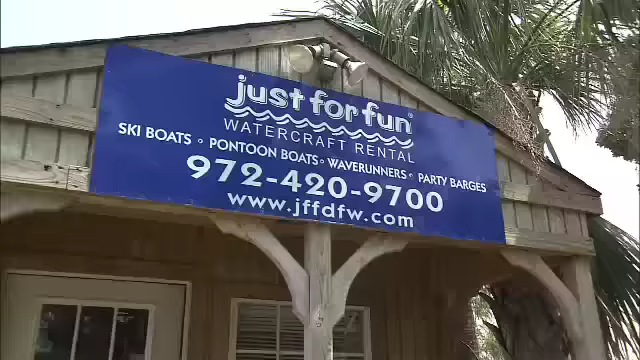 just for fun®
WATERCRAFT RENTAL
SKI BOATS ° PONTOON BOATS ° WAVERUNNERS ° PARTY BARGES
972-420-9700
www.jffdfw.com